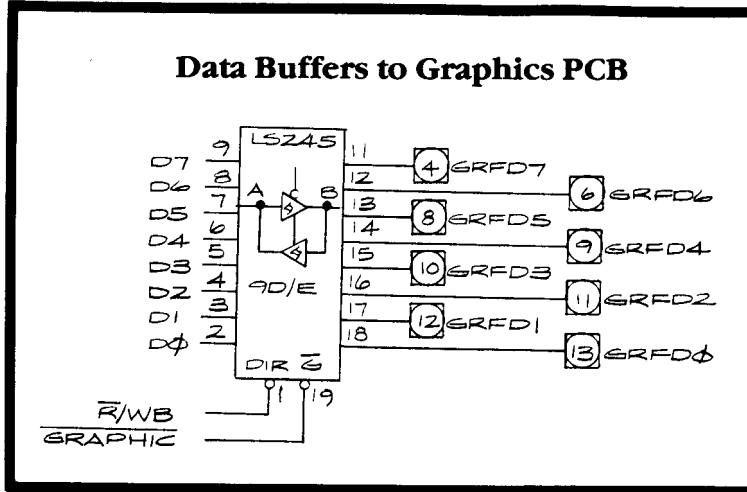 Data Buffers to Graphics PCB
LS245
D7 9 11 4 GRFD7
D6 8 12 6 GRFD6
D5 7 A B 13 8 GRFD5
D4 6 14 9 GRFD4
D3 5 15 10 GRFD3
D2 4 9D/E 16 11 GRFD2
D1 3 17 12 GRFD1
DØ 2 18 13 GRFDØ
DIR G̅
1 19
R̅/WB
G̅R̅A̅P̅H̅I̅C̅